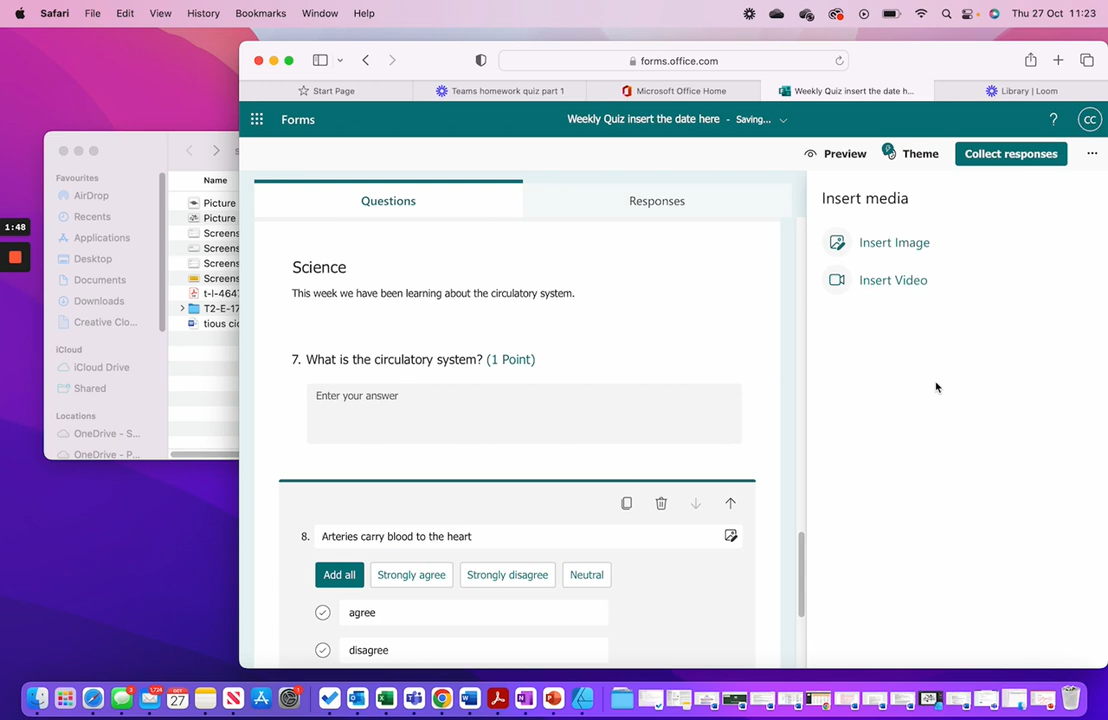 Safari File Edit View History Bookmarks Window Help Thu 27 Oct 11:23
forms.office.com
Start Page Teams homework quiz part 1 Microsoft Office Home Weekly Quiz insert the date h... Library | Loom
Forms Weekly Quiz insert the date here - Saving... ? CC
Preview Theme Collect responses
Favourites
AirDrop
Recents
Applications
Desktop
Documents
Downloads
Creative Clo...
iCloud
iCloud Drive
Shared
Locations
OneDrive - S...
OneDrive - P...
Name
Picture
Picture
Screens
Screens
Screens
Screens
t-l-4647
T2-E-17
tious cic
1:48
Questions Responses
Science
This week we have been learning about the circulatory system.
7. What is the circulatory system? (1 Point)
Enter your answer
8. Arteries carry blood to the heart
Add all Strongly agree Strongly disagree Neutral
agree
disagree
Insert media
Insert Image
Insert Video